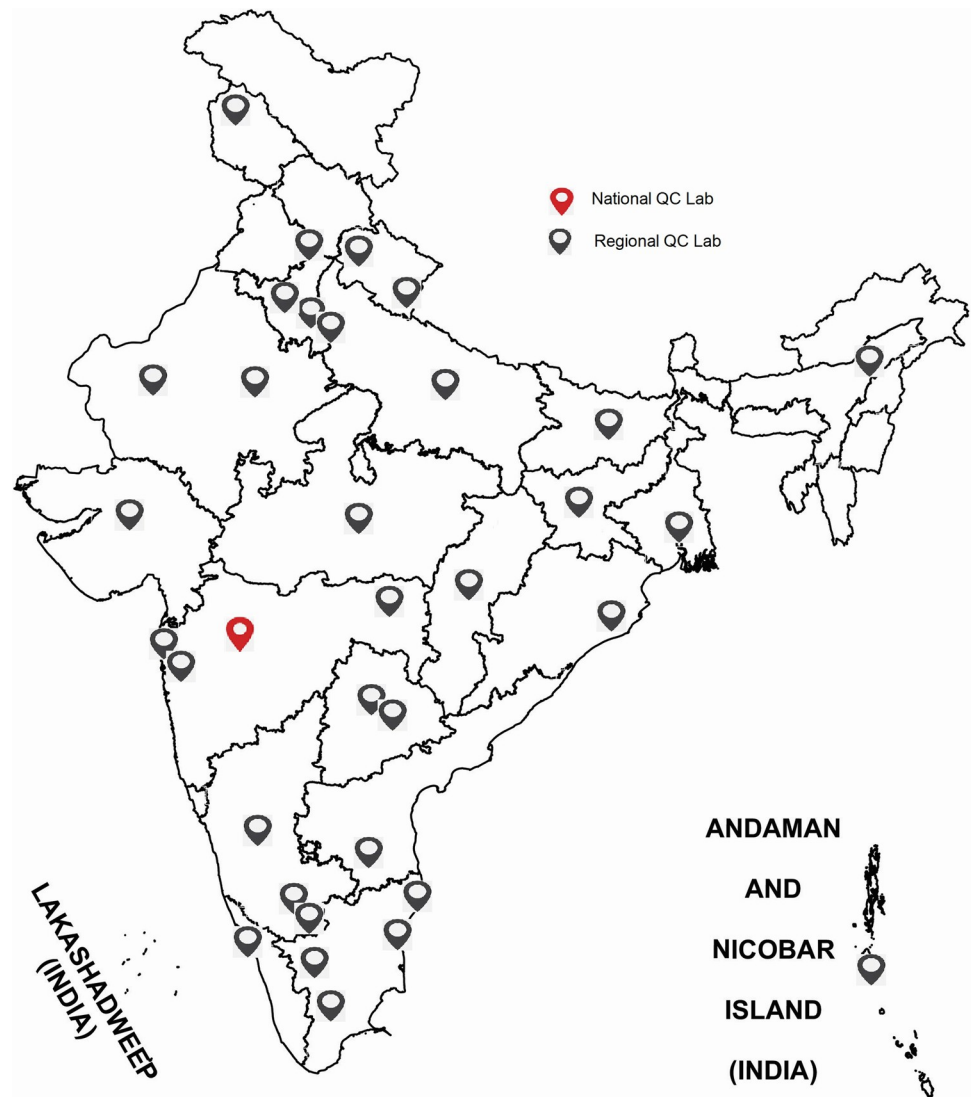 National QC Lab
Regional QC Lab
ANDAMAN
AND
NICOBAR
ISLAND
(INDIA)
LAKASHADWEEP
(INDIA)